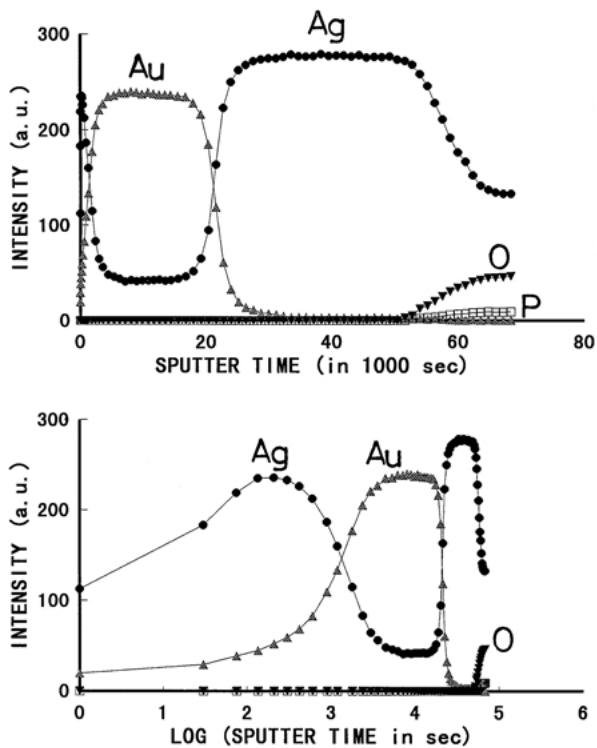 300
200
100
0
INTENSITY (a.u.)
Au
Ag
O
P
0 20 40 60 80
SPUTTER TIME (in 1000 sec)
300
200
100
0
INTENSITY (a.u.)
Ag
Au
O
0 1 2 3 4 5 6
LOG (SPUTTER TIME in sec)